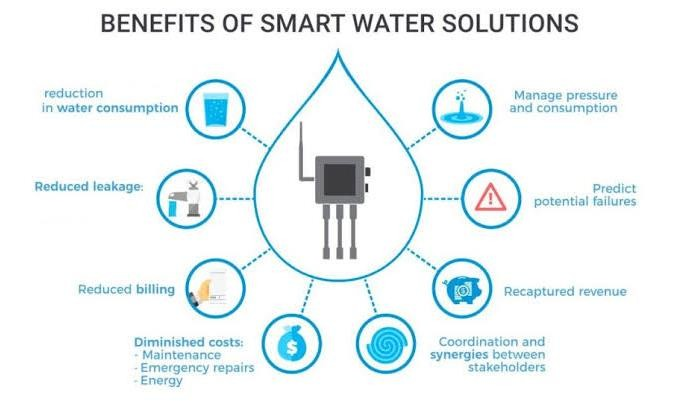 BENEFITS OF SMART WATER SOLUTIONS
reduction
in water consumption
Manage pressure
and consumption
Reduced leakage:
Predict
potential failures
Reduced billing
Recaptured revenue
Diminished costs:
- Maintenance
- Emergency repairs
- Energy
Coordination and
synergies between
stakeholders